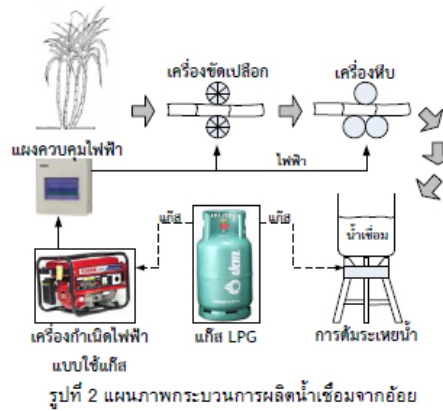 เครื่องขัดเปลือก
เครื่องหีบ
แผงควบคุมไฟฟ้า
ไฟฟ้า
แก๊ส
แก๊ส
น้ำเชื่อม
เครื่องกำเนิดไฟฟ้า
แบบใช้แก๊ส
แก๊ส LPG
การต้มระเหยน้ำ
รูปที่ 2 แผนภาพกระบวนการผลิตน้ำเชื่อมจากอ้อย